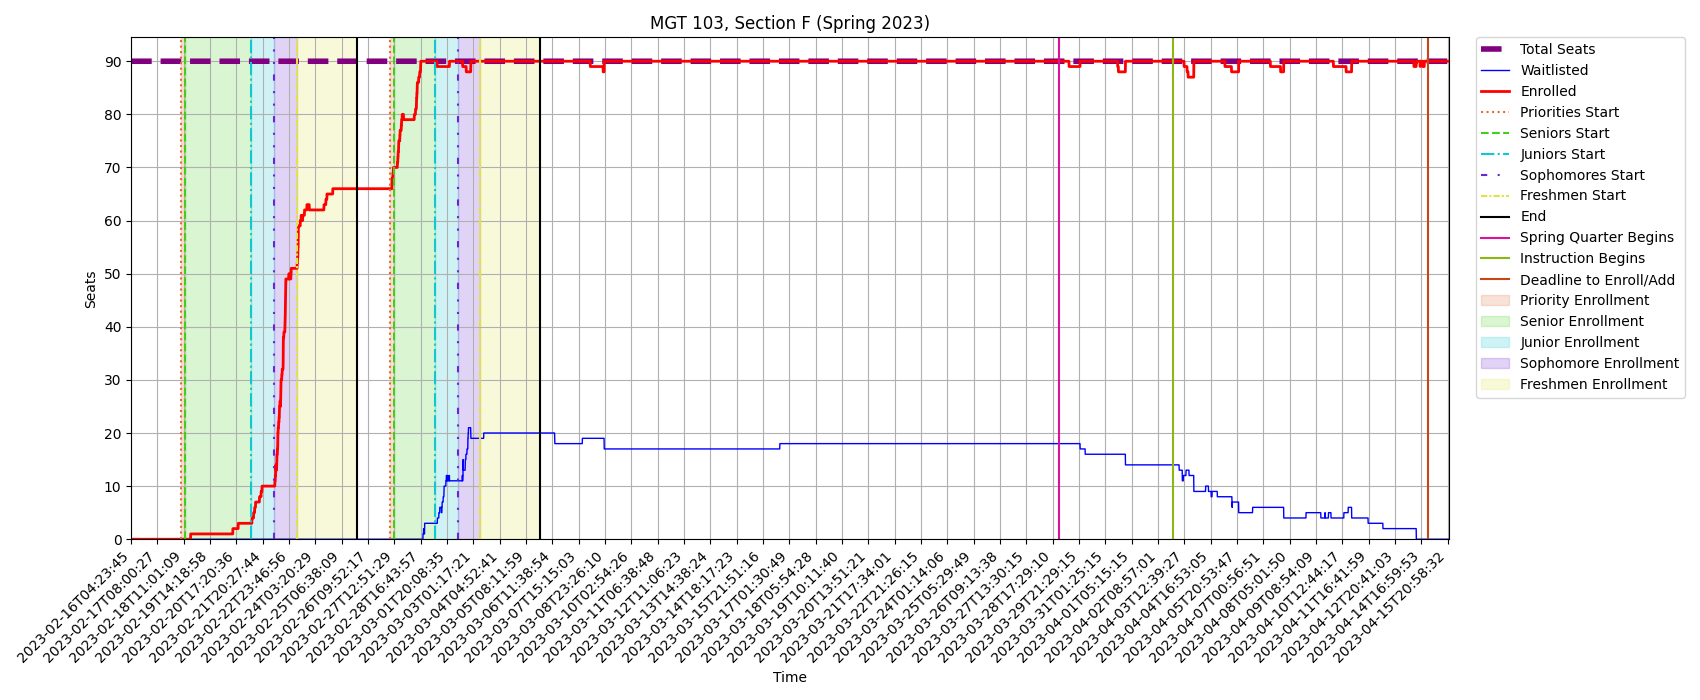 MGT 103, Section F (Spring 2023)
Seats
90
80
70
60
50
40
30
20
10
0
2023-02-16T04:23:45
2023-02-17T08:00:27
2023-02-18T11:01:09
2023-02-19T14:18:58
2023-02-20T17:20:36
2023-02-21T20:27:44
2023-02-22T23:46:50
2023-02-24T03:20:29
2023-02-25T06:38:09
2023-02-26T09:52:17
2023-02-27T12:51:29
2023-02-28T16:43:57
2023-03-01T20:08:35
2023-03-03T01:17:21
2023-03-04T04:52:41
2023-03-05T08:11:59
2023-03-06T11:38:54
2023-03-07T15:15:03
2023-03-08T23:26:10
2023-03-10T02:54:26
2023-03-11T06:38:48
2023-03-12T11:06:23
2023-03-13T14:38:24
2023-03-14T18:17:23
2023-03-15T21:51:16
2023-03-17T01:30:49
2023-03-18T05:54:28
2023-03-19T10:11:40
2023-03-20T13:51:21
2023-03-21T17:34:01
2023-03-22T21:26:15
2023-03-24T01:14:06
2023-03-25T05:29:49
2023-03-26T09:13:38
2023-03-27T13:30:15
2023-03-28T17:29:10
2023-03-29T21:29:15
2023-03-31T01:25:15
2023-04-01T05:15:15
2023-04-02T08:57:01
2023-04-03T12:39:27
2023-04-04T16:53:05
2023-04-05T20:53:47
2023-04-07T00:56:51
2023-04-08T05:01:50
2023-04-09T08:54:09
2023-04-10T12:44:17
2023-04-11T16:41:59
2023-04-12T20:41:03
2023-04-14T16:59:53
2023-04-15T20:58:32
Time
Total Seats
Waitlisted
Enrolled
Priorities Start
Seniors Start
Juniors Start
Sophomores Start
Freshmen Start
End
Spring Quarter Begins
Instruction Begins
Deadline to Enroll/Add
Priority Enrollment
Senior Enrollment
Junior Enrollment
Sophomore Enrollment
Freshmen Enrollment